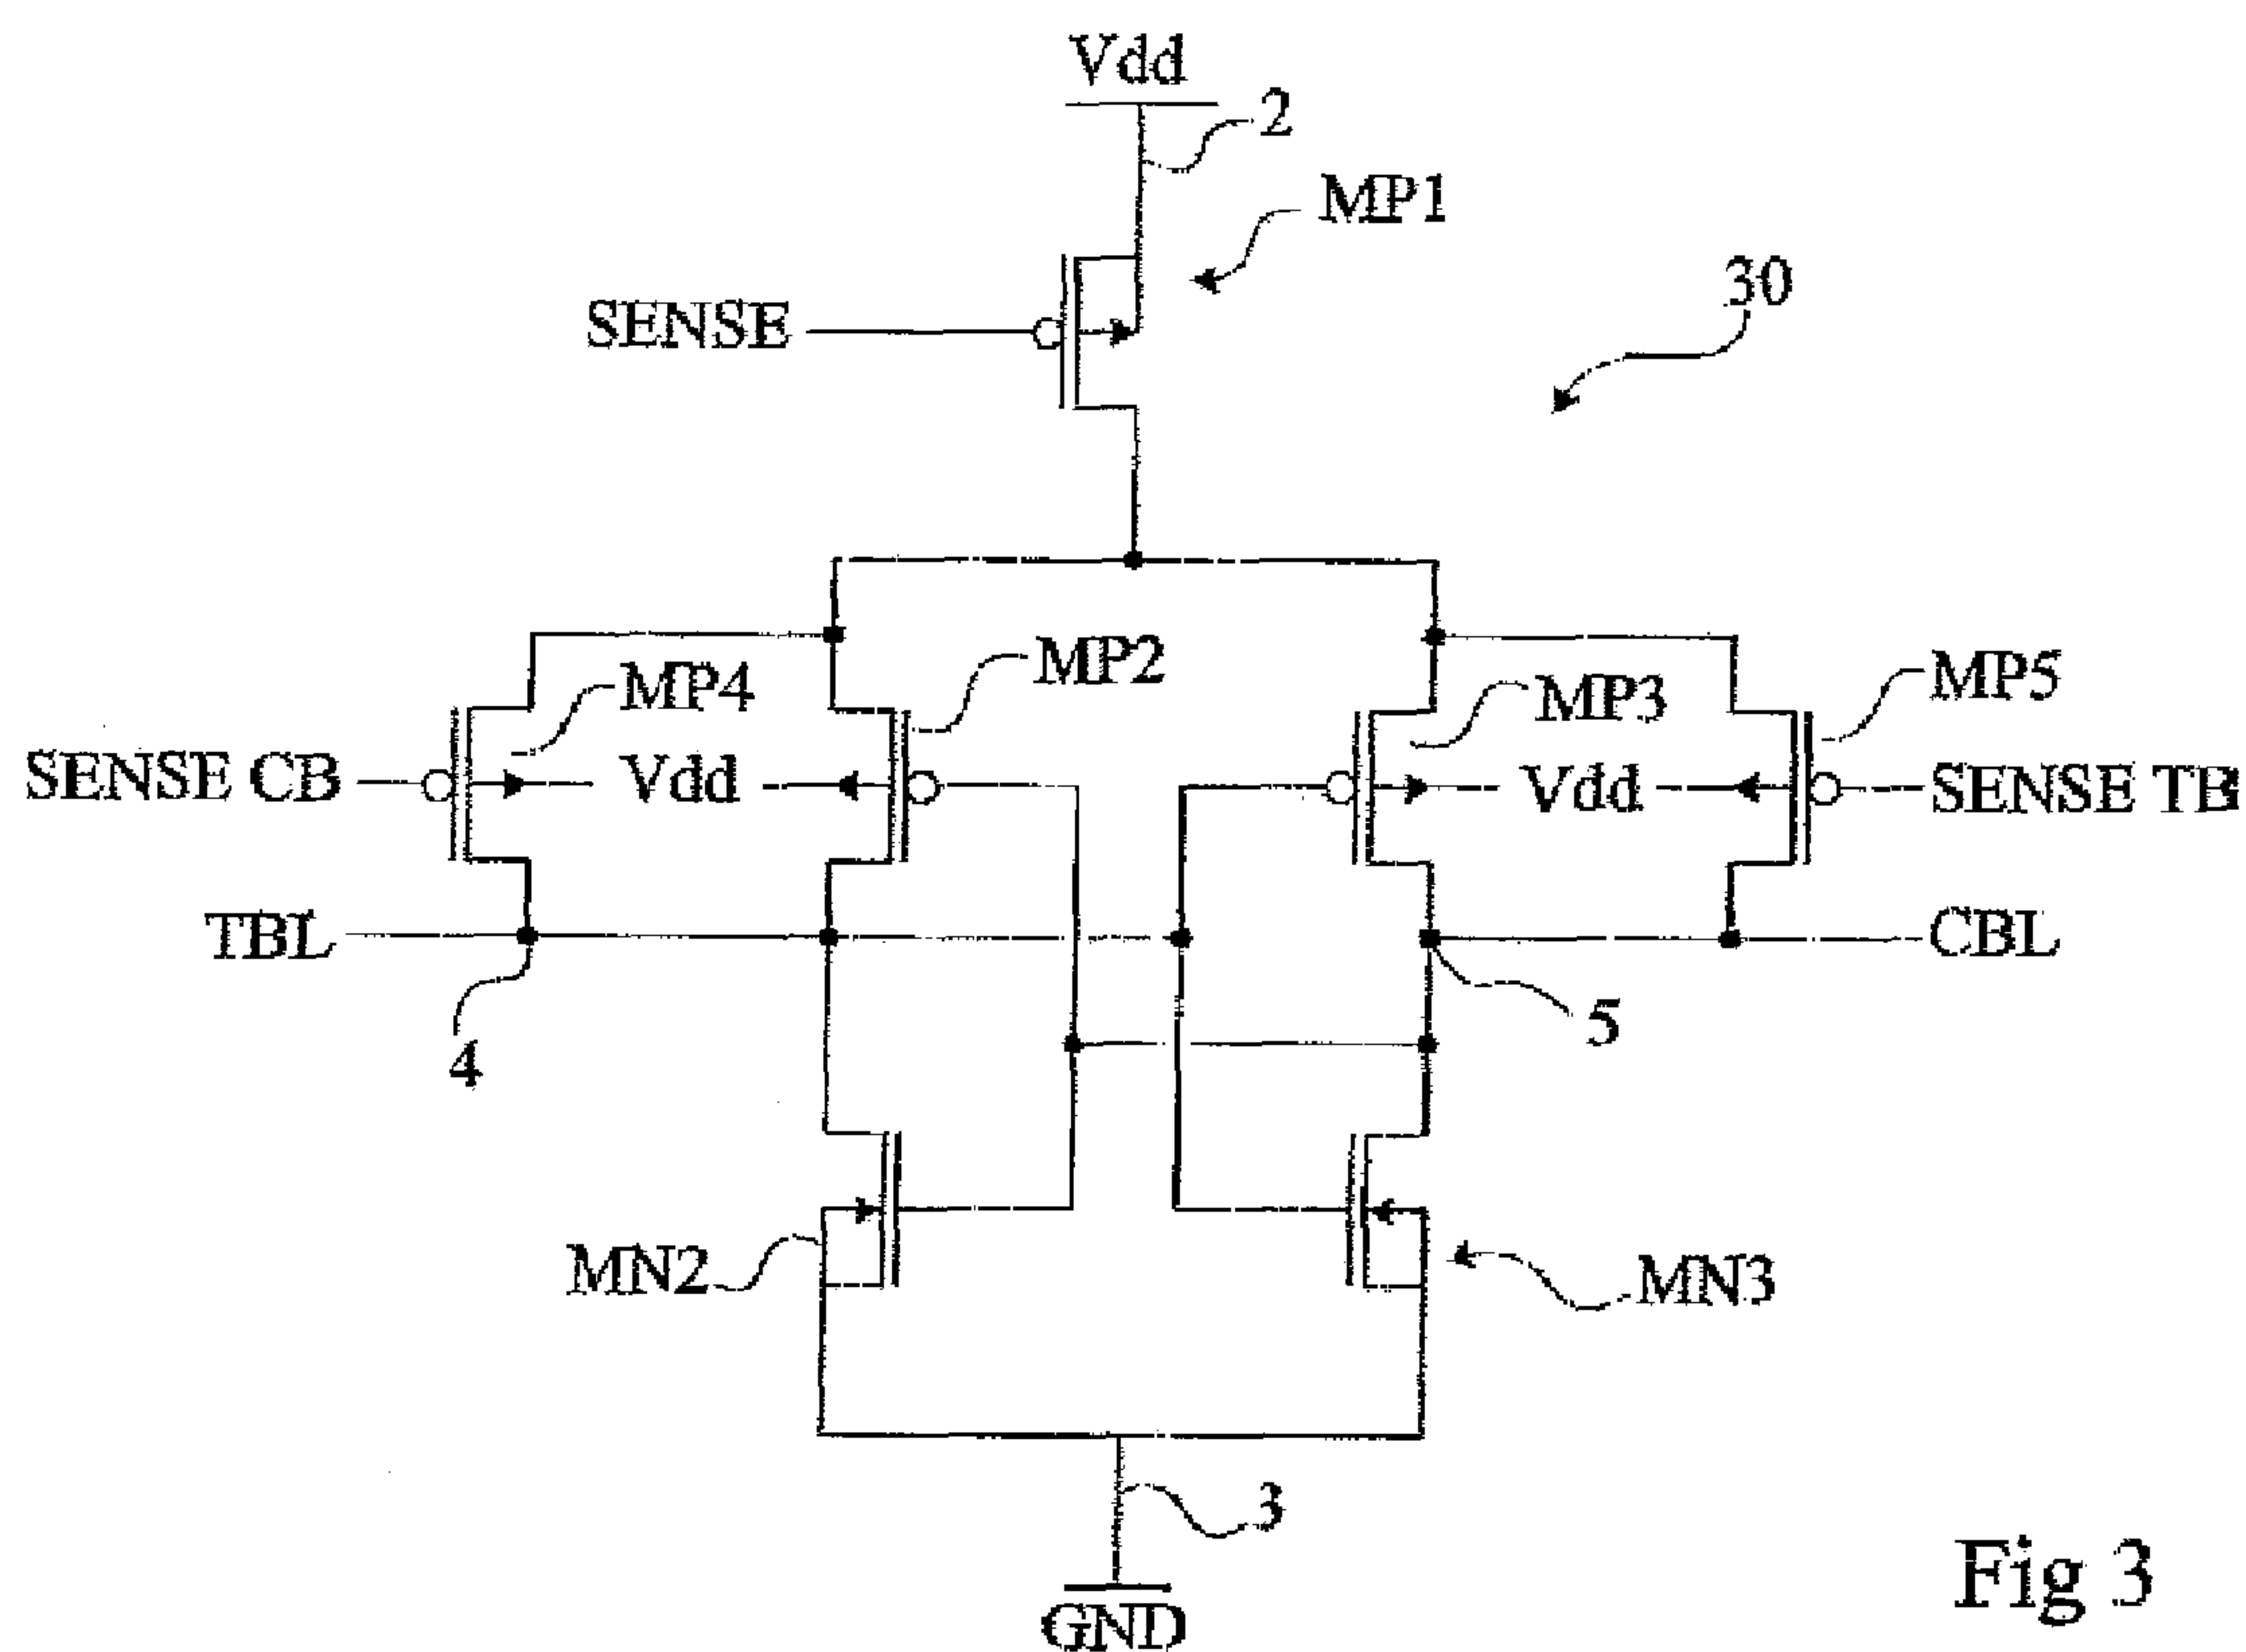 Vdd
2
MP1
SENSE
30
MP4
MP2
MP3
MP5
SENSE CB
Vdd
Vdd
SENSE TB
TBL
CBL
4
5
MN2
MN3
3
GND
Fig 3